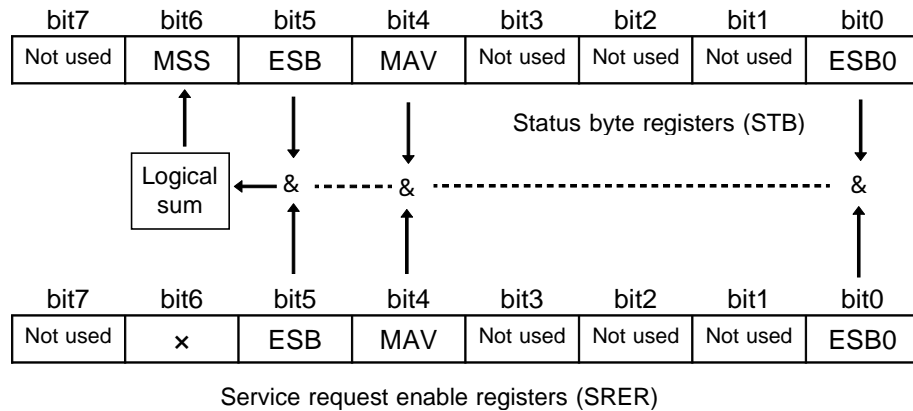 bit7 bit6 bit5 bit4 bit3 bit2 bit1 bit0
Not used MSS ESB MAV Not used Not used Not used ESB0
Status byte registers (STB)
Logical
sum
& & &
bit7 bit6 bit5 bit4 bit3 bit2 bit1 bit0
Not used × ESB MAV Not used Not used Not used ESB0
Service request enable registers (SRER)